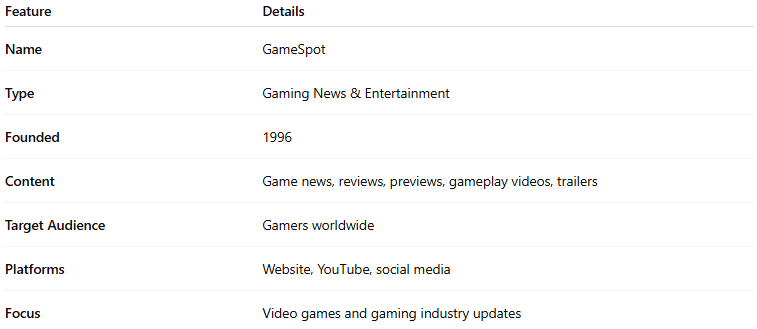 Feature Details
Name GameSpot
Type Gaming News & Entertainment
Founded 1996
Content Game news, reviews, previews, gameplay videos, trailers
Target Audience Gamers worldwide
Platforms Website, YouTube, social media
Focus Video games and gaming industry updates